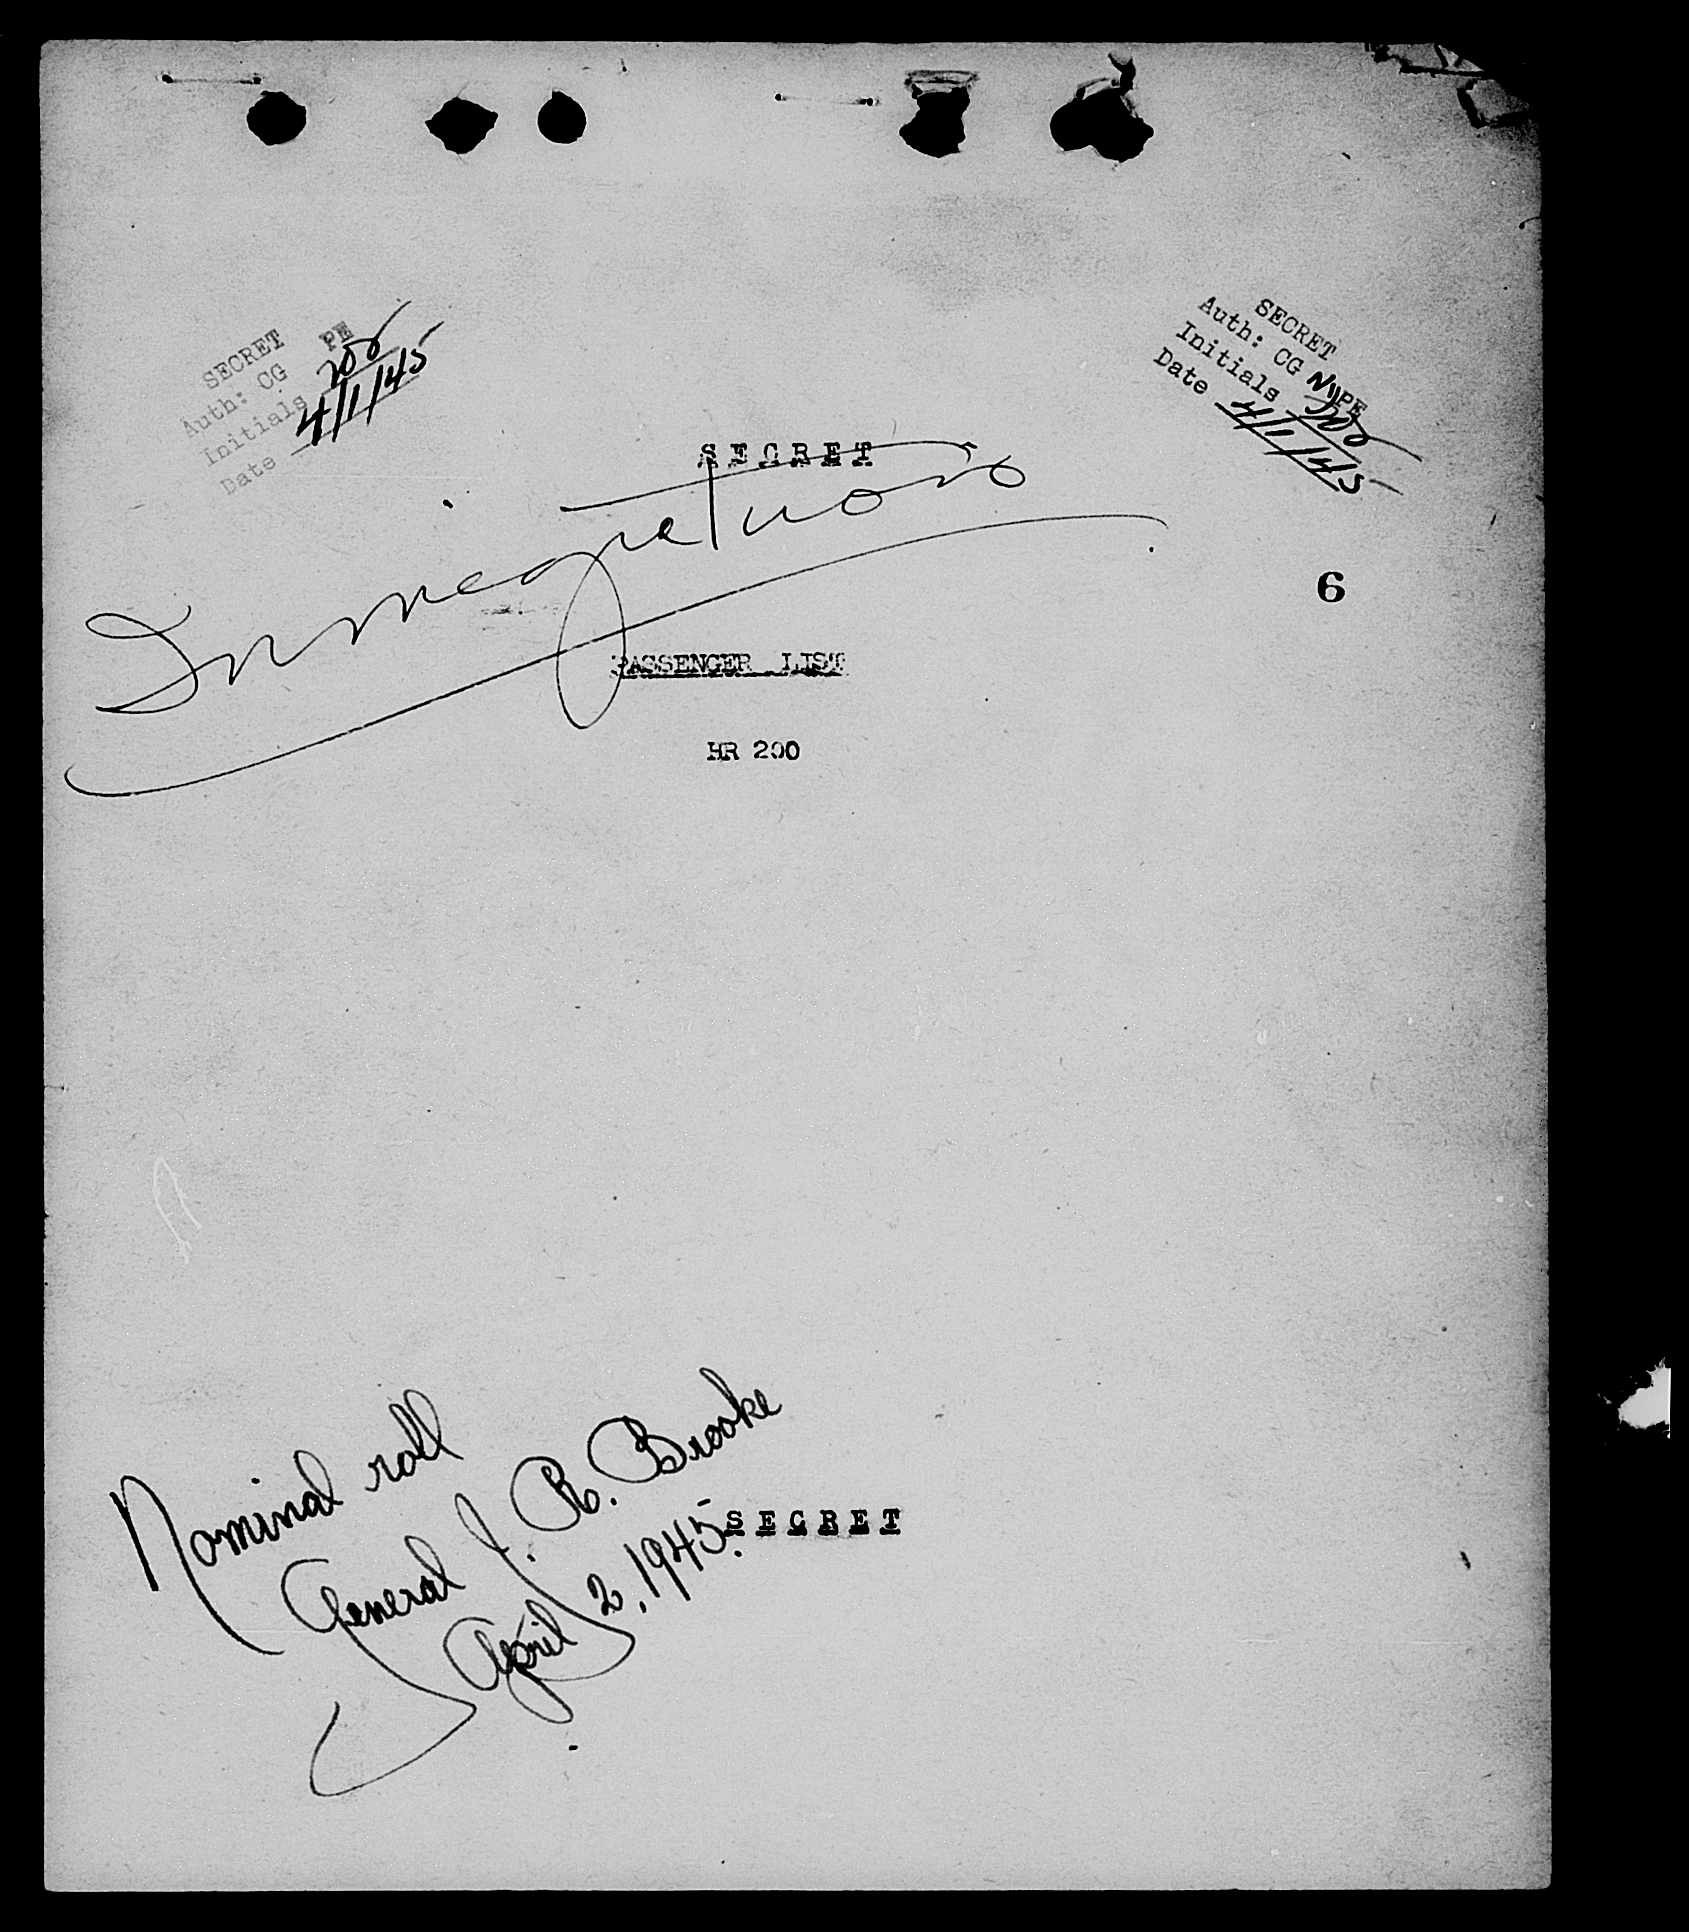 SECRET
Auth: CG PE
Initials
Date 4/1/45
SECRET
Auth: CG NYPE
Initials
Date 4/1/45
SECRET
Immigration
6
PASSENGER LIST
HR 200
Nominal roll
General J. R. Brooke
April 2, 1945.
SECRET